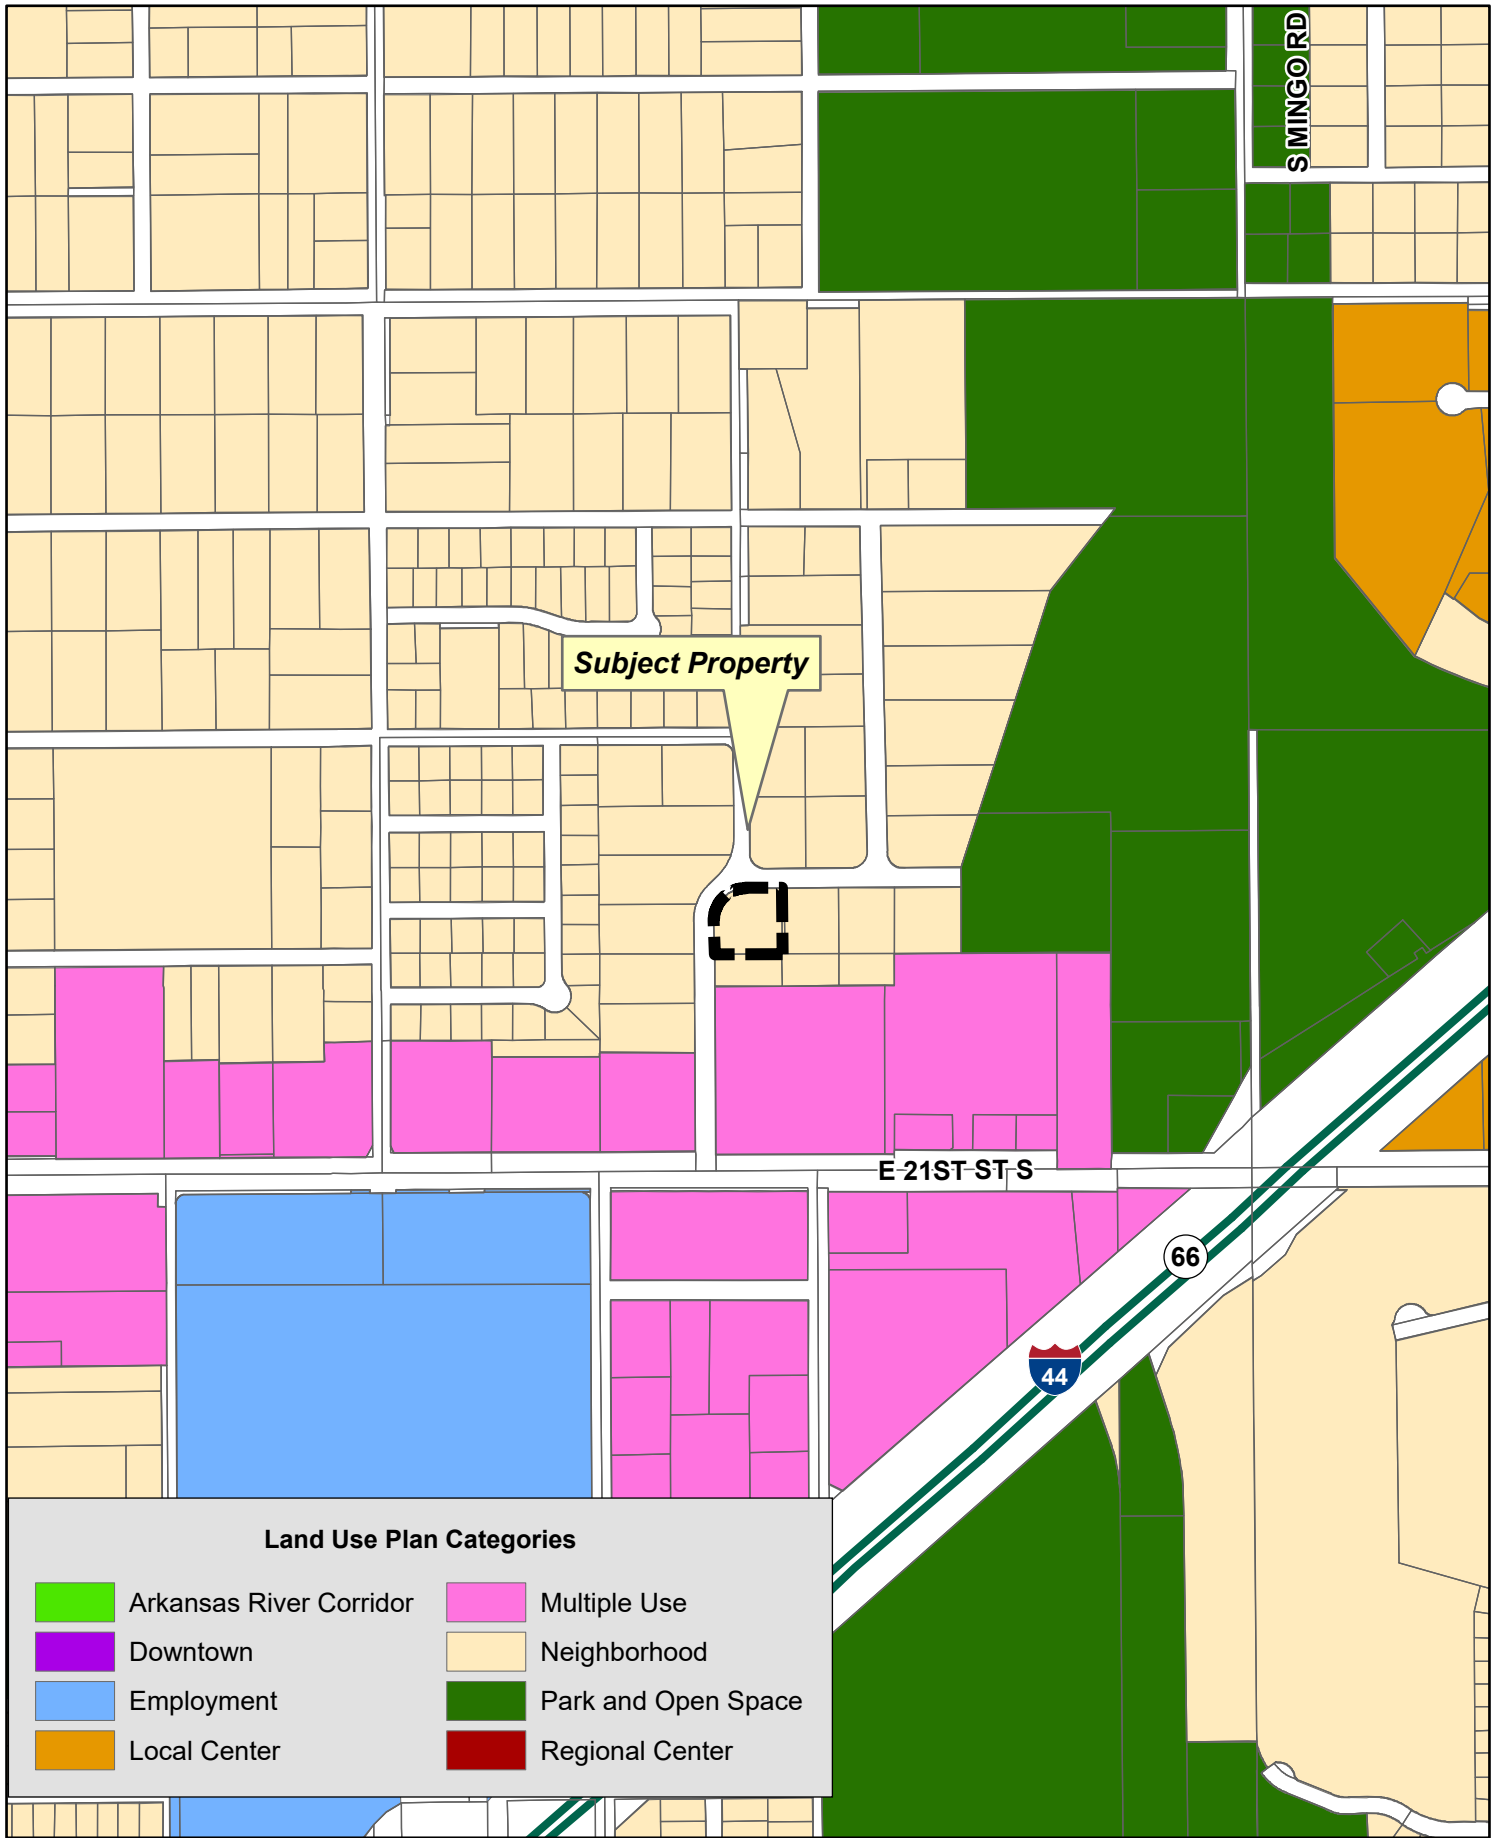 S MINGO RD
Subject Property
E 21ST ST S
66
44
Land Use Plan Categories
Arkansas River Corridor
Multiple Use
Downtown
Neighborhood
Employment
Park and Open Space
Local Center
Regional Center